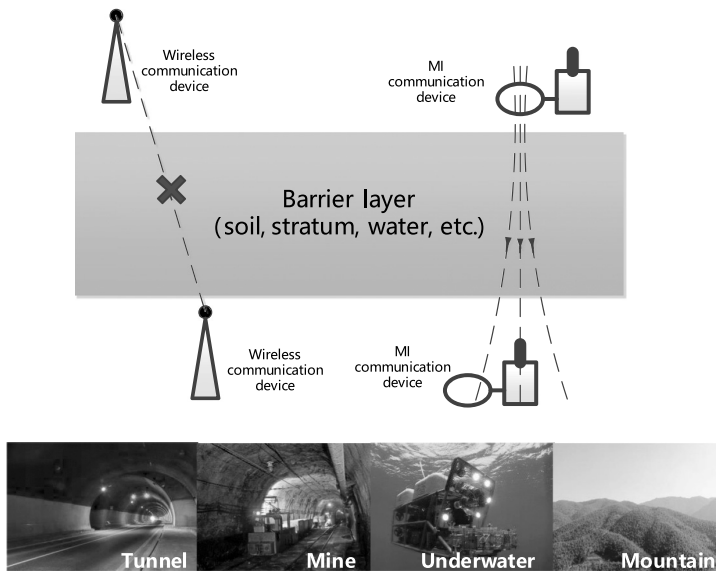 Wireless
communication
device
MI
communication
device
Barrier layer
(soil, stratum, water, etc.)
Wireless
communication
device
MI
communication
device
Tunnel
Mine
Underwater
Mountain